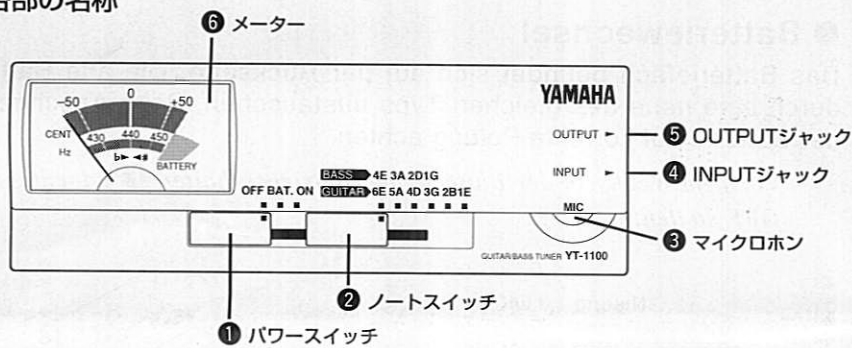 各部の名称
❻ メーター
-50 0 +50
CENT
Hz
430 440 450
♭► ◄♯
BATTERY
YAMAHA
OUTPUT ►
❺ OUTPUTジャック
INPUT ►
❹ INPUTジャック
MIC
❸ マイクロホン
BASS 4E 3A 2D1G
OFF BAT. ON GUITAR 6E 5A 4D 3G 2B1E
GUITAR/BASS TUNER YT-1100
❷ ノートスイッチ
❶ パワースイッチ